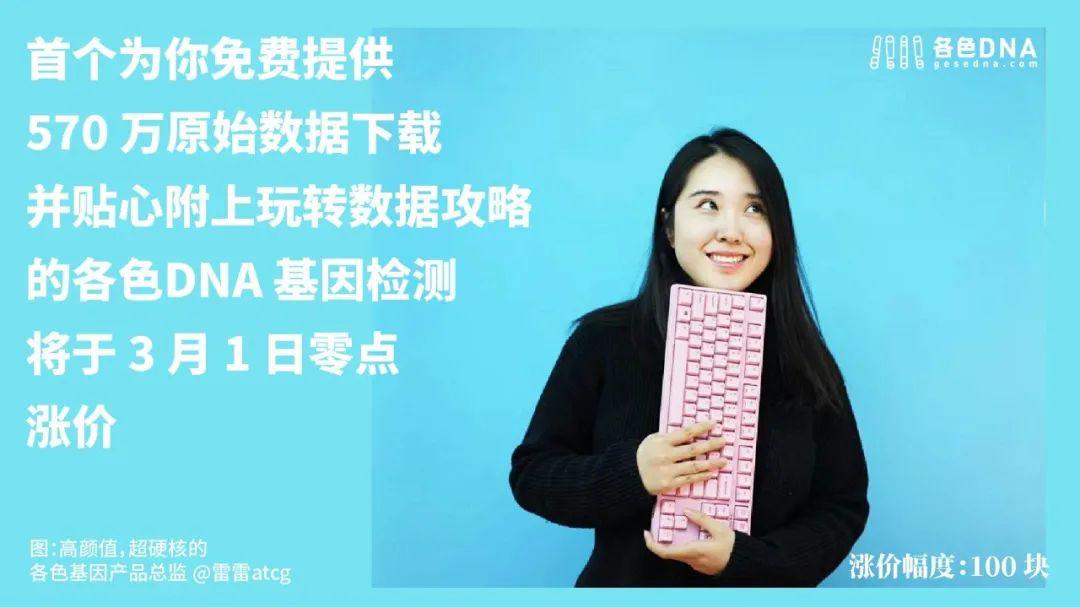 首个为你免费提供
570 万原始数据下载
并贴心附上玩转数据攻略
的各色DNA 基因检测
将于 3 月 1 日零点
涨价
各色DNA
gesedna.com
图:高颜值,超硬核的
各色基因产品总监 @雷雷atcg
涨价幅度:100 块